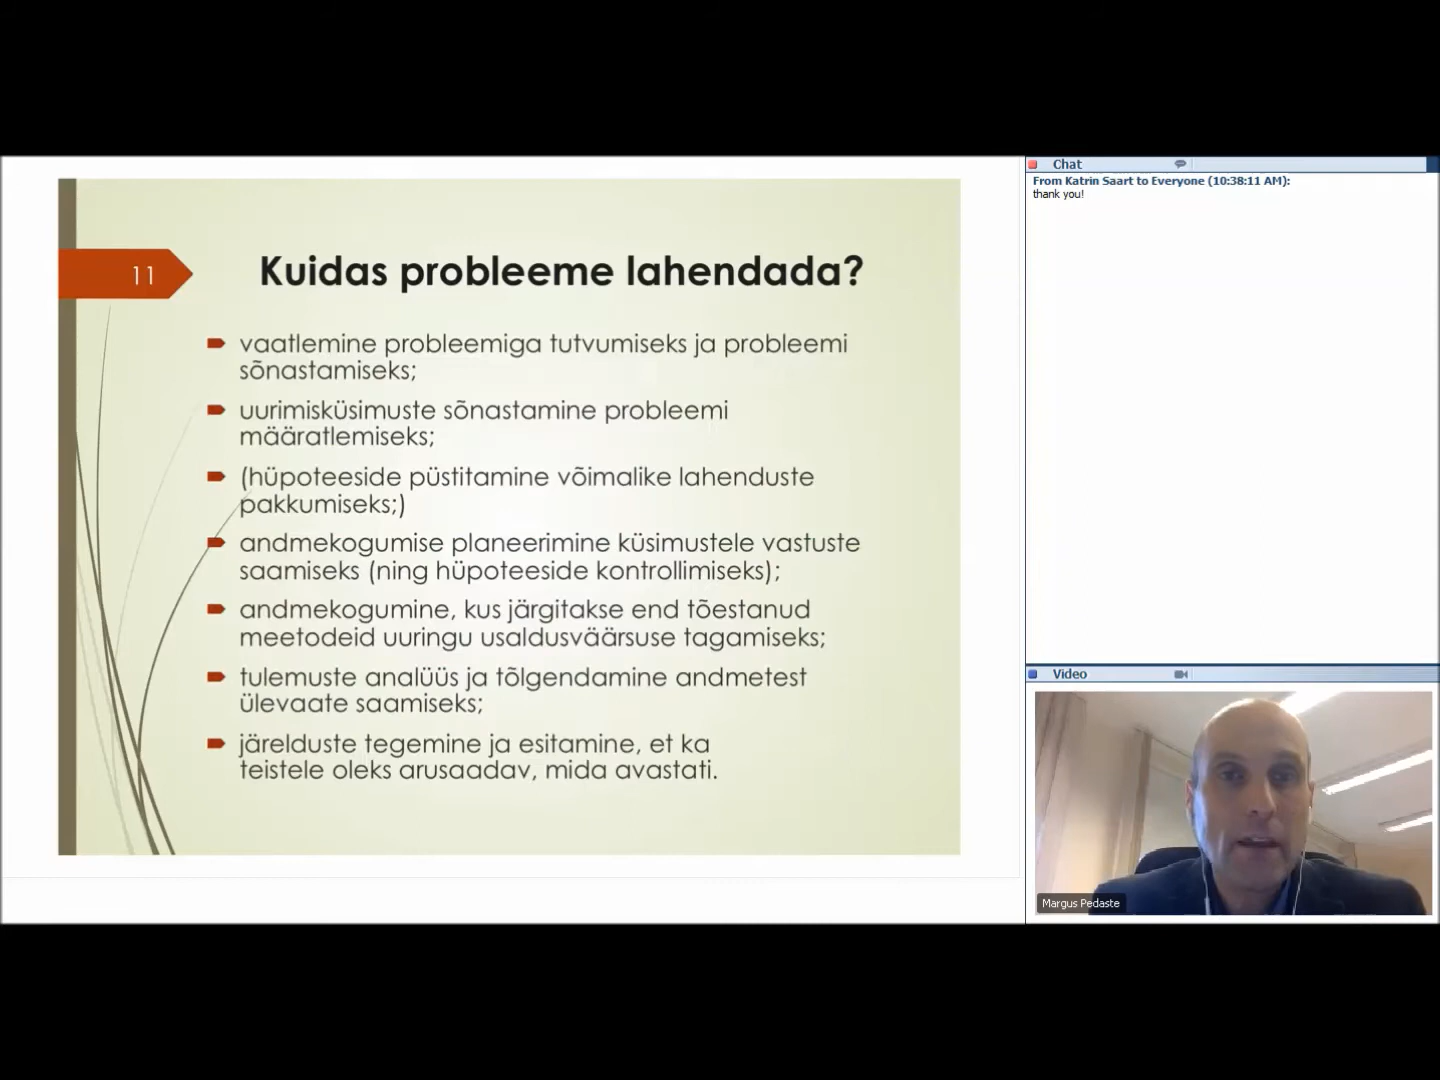 11
Kuidas probleeme lahendada?
vaatlemine probleemiga tutvumiseks ja probleemi
sõnastamiseks;
uurimisküsimuste sõnastamine probleemi
määratlemiseks;
(hüpoteeside püstitamine võimalike lahenduste
pakkumiseks;)
andmekogumise planeerimine küsimustele vastuste
saamiseks (ning hüpoteeside kontrollimiseks);
andmekogumine, kus järgitakse end tõestanud
meetodeid uuringu usaldusväärsuse tagamiseks;
tulemuste analüüs ja tõlgendamine andmetest
ülevaate saamiseks;
järelduste tegemine ja esitamine, et ka
teistele oleks arusaadav, mida avastati.
Chat
From Katrin Saart to Everyone (10:38:11 AM):
thank you!
Video
Margus Pedaste